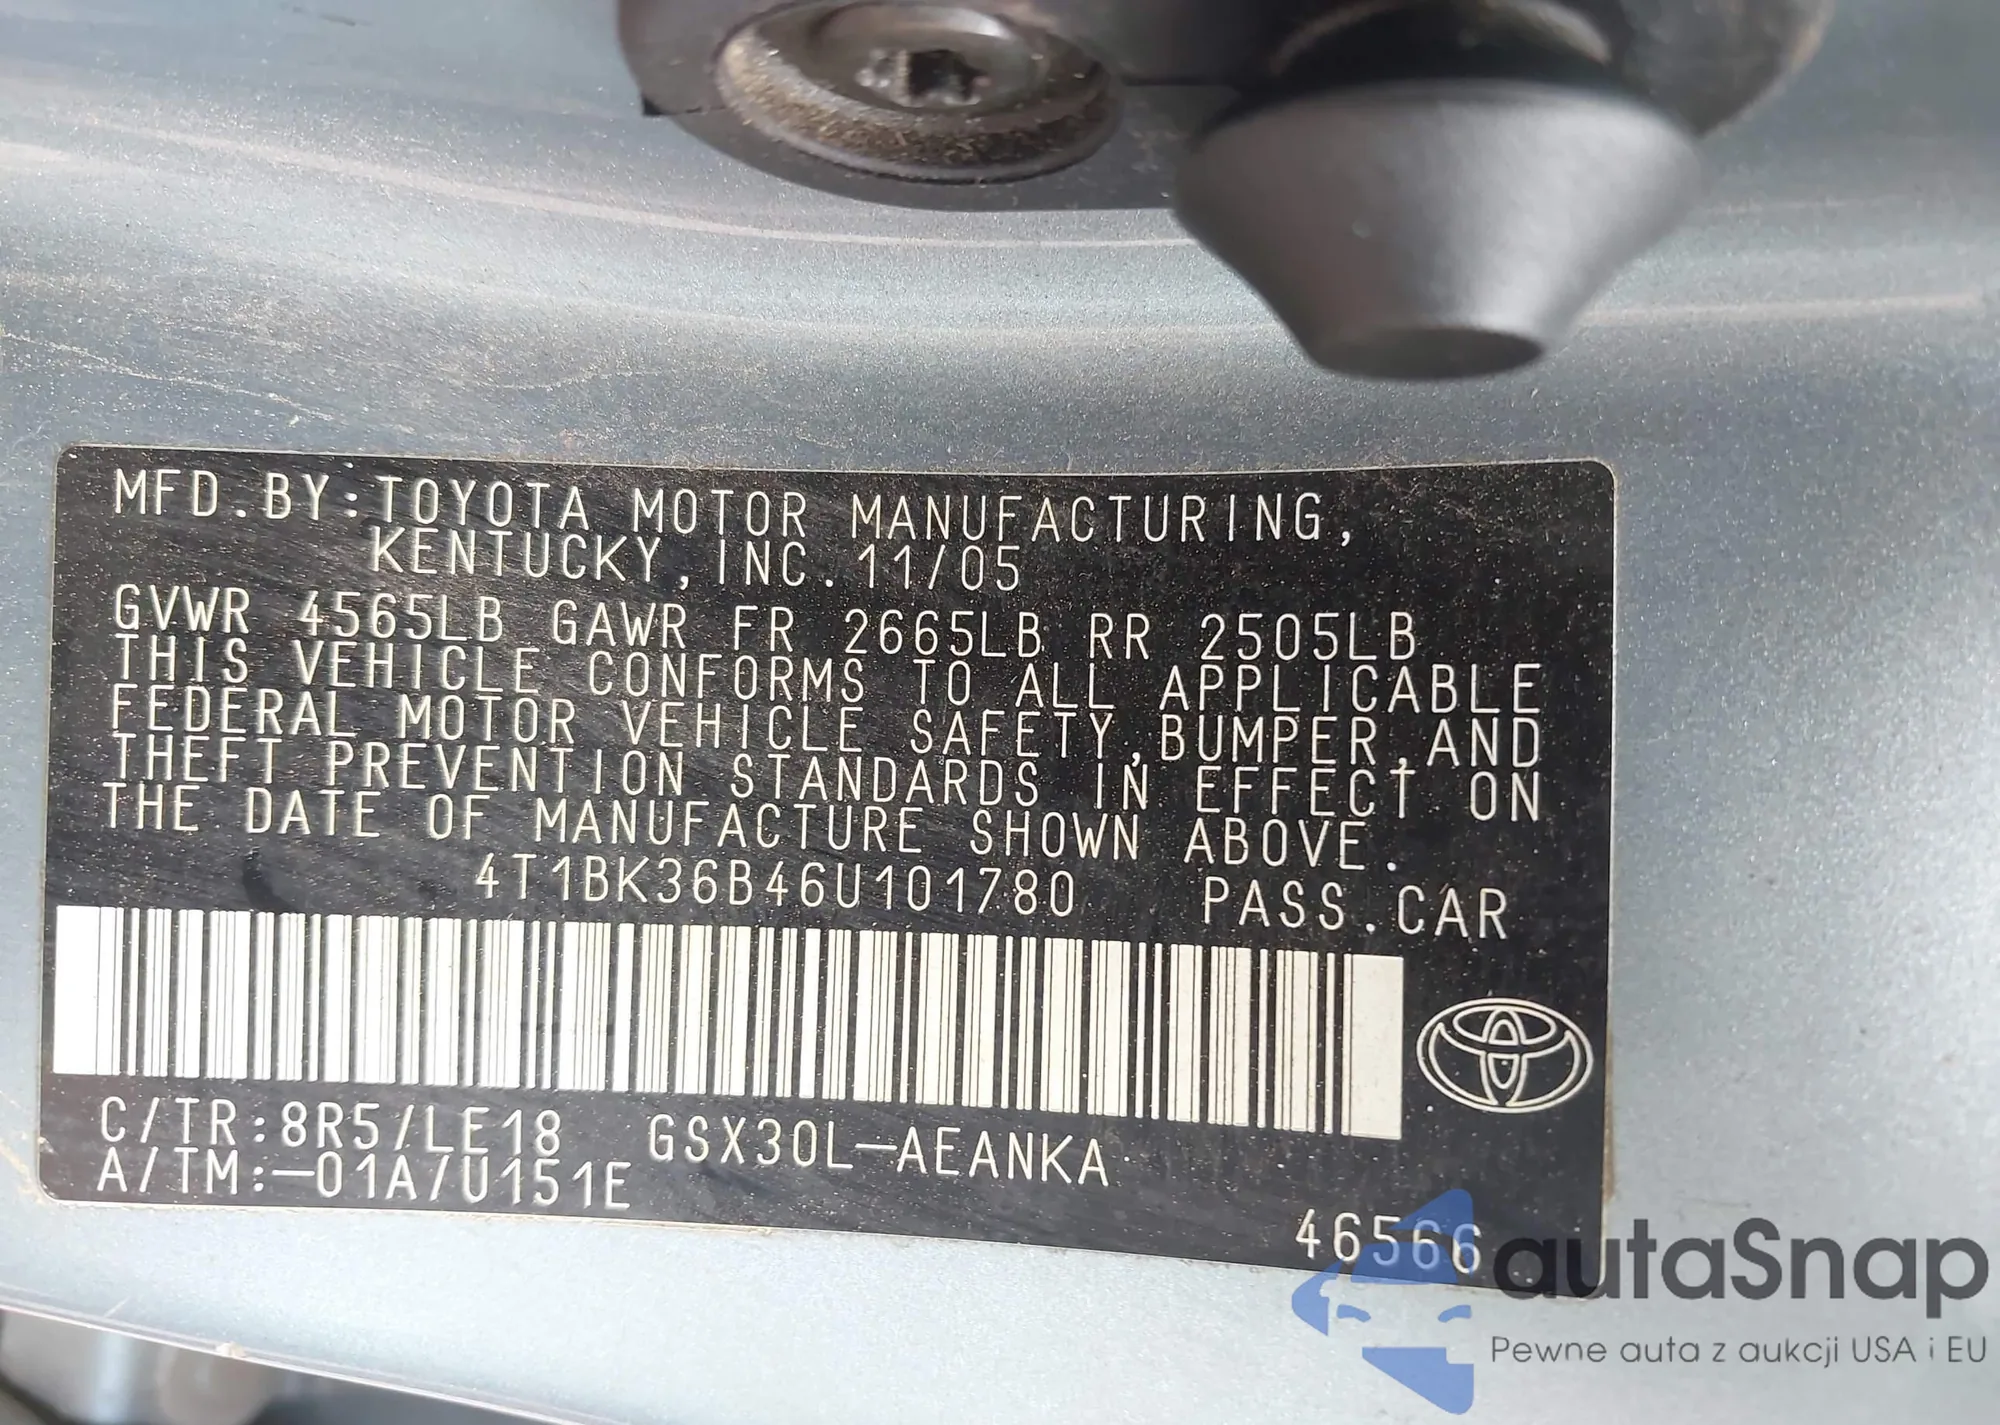 MFD.BY:TOYOTA MOTOR MANUFACTURING,
KENTUCKY,INC.11/05
GVWR 4565LB GAWR FR 2665LB RR 2505LB
THIS VEHICLE CONFORMS TO ALL APPLICABLE
FEDERAL MOTOR VEHICLE SAFETY,BUMPER,AND
THEFT PREVENTION STANDARDS IN EFFECT ON
THE DATE OF MANUFACTURE SHOWN ABOVE.
4T1BK36B46U101780 PASS.CAR
C/TR:8R5/LE18 GSX30L-AEANKA
A/TM:-01A/U151E
46566
autaSnap
Pewne auta z aukcji USA i EU